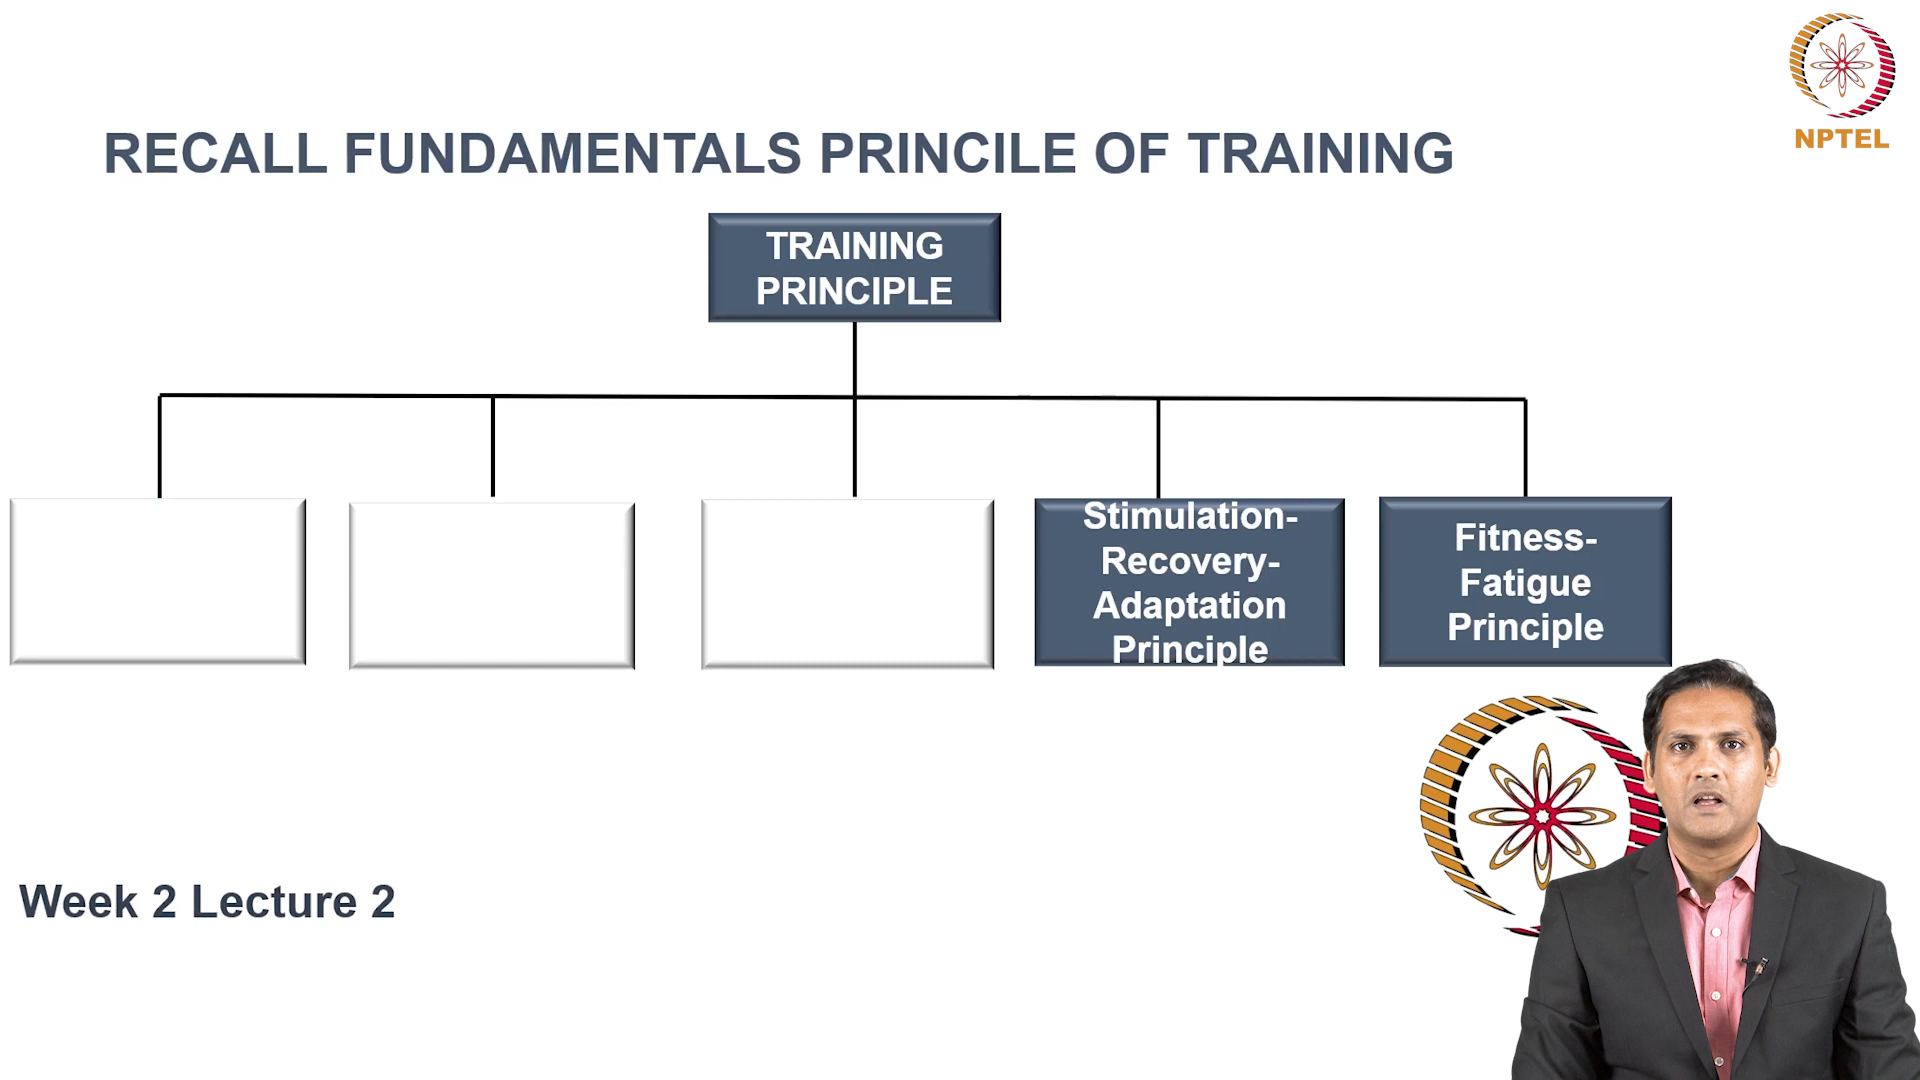 NPTEL
RECALL FUNDAMENTALS PRINCILE OF TRAINING
TRAINING
PRINCIPLE
Stimulation-
Recovery-
Adaptation
Principle
Fitness-
Fatigue
Principle
Week 2 Lecture 2